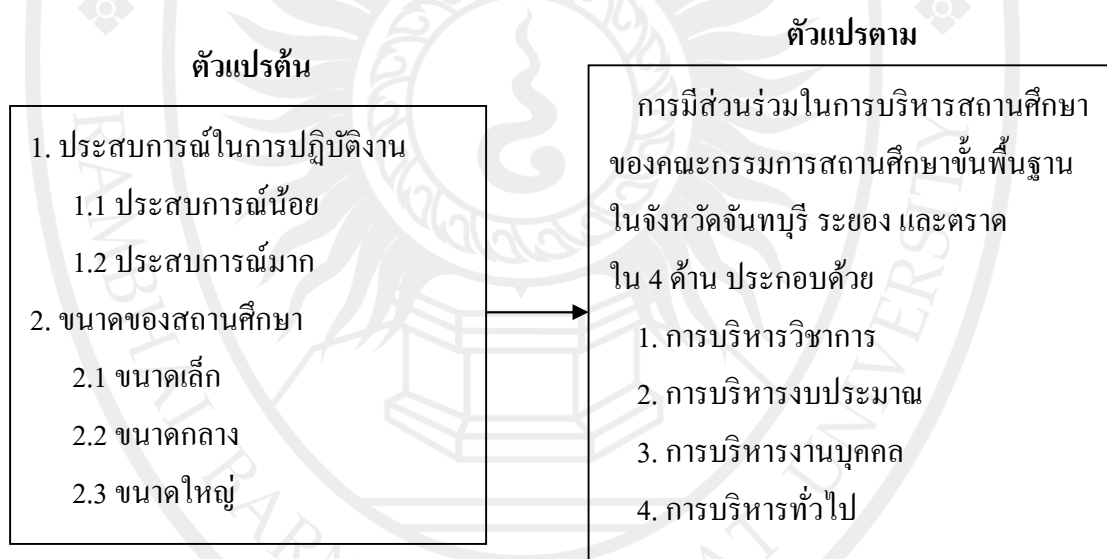 ตัวแปรต้น
1. ประสบการณ์ในการปฏิบัติงาน
1.1 ประสบการณ์น้อย
1.2 ประสบการณ์มาก
2. ขนาดของสถานศึกษา
2.1 ขนาดเล็ก
2.2 ขนาดกลาง
2.3 ขนาดใหญ่
ตัวแปรตาม
การมีส่วนร่วมในการบริหารสถานศึกษา
ของคณะกรรมการสถานศึกษาขั้นพื้นฐาน
ในจังหวัดจันทบุรี ระยอง และตราด
ใน 4 ด้าน ประกอบด้วย
1. การบริหารวิชาการ
2. การบริหารงบประมาณ
3. การบริหารงานบุคคล
4. การบริหารทั่วไป
UNIVERSITY